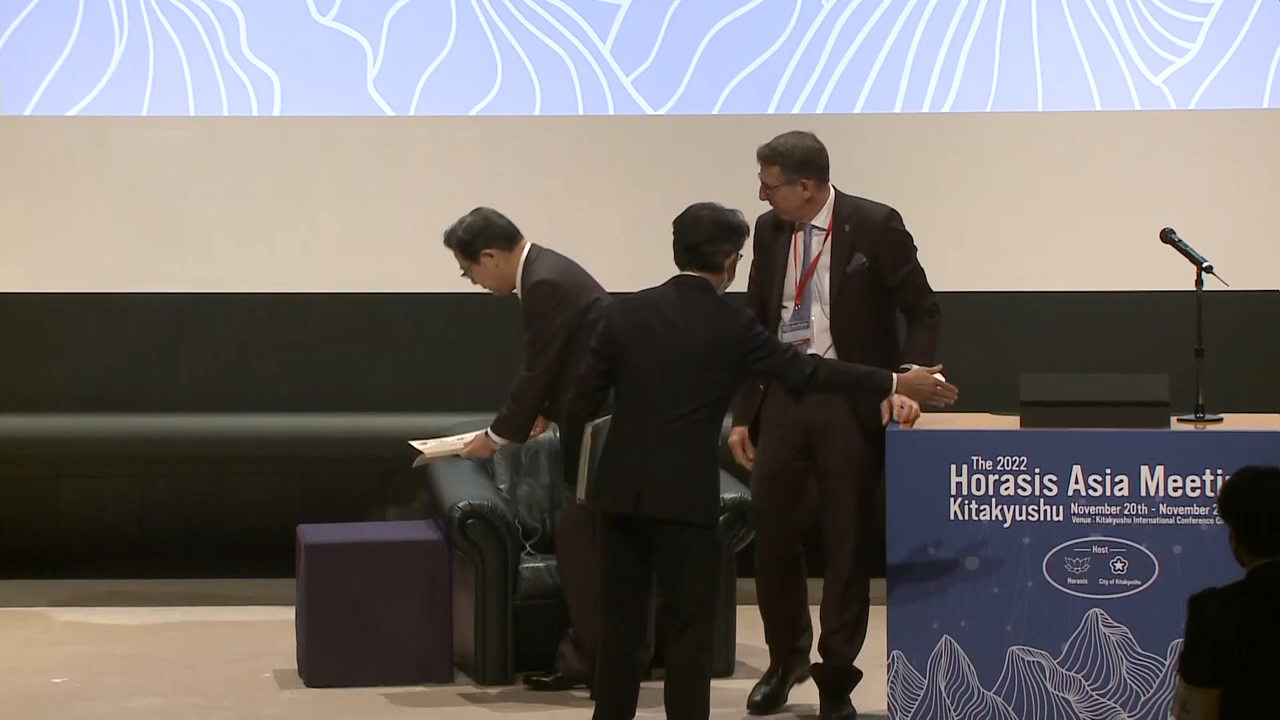 The 2022
Horasis Asia Meeti
Kitakyushu November 20th - November 2
Venue : Kitakyushu International Conference C
Host
Horasis City of Kitakyushu